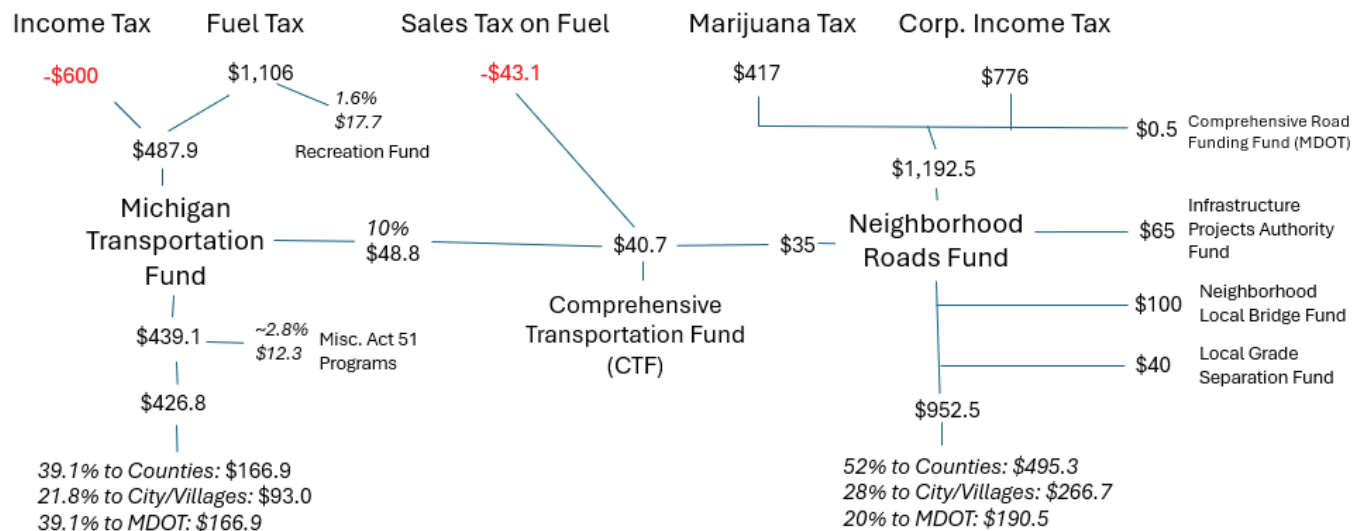 Income Tax
Fuel Tax
Sales Tax on Fuel
Marijuana Tax
Corp. Income Tax
-$600
$1,106
-$43.1
$417
$776
1.6%
$17.7
Recreation Fund
$0.5
Comprehensive Road
Funding Fund (MDOT)
$487.9
$1,192.5
Michigan
Transportation
Fund
10%
$48.8
$40.7
$35
Neighborhood
Roads Fund
$65
Infrastructure
Projects Authority
Fund
Comprehensive
Transportation Fund
(CTF)
$100
Neighborhood
Local Bridge Fund
$439.1
~2.8%
$12.3
Misc. Act 51
Programs
$40
Local Grade
Separation Fund
$426.8
$952.5
39.1% to Counties: $166.9
21.8% to City/Villages: $93.0
39.1% to MDOT: $166.9
52% to Counties: $495.3
28% to City/Villages: $266.7
20% to MDOT: $190.5